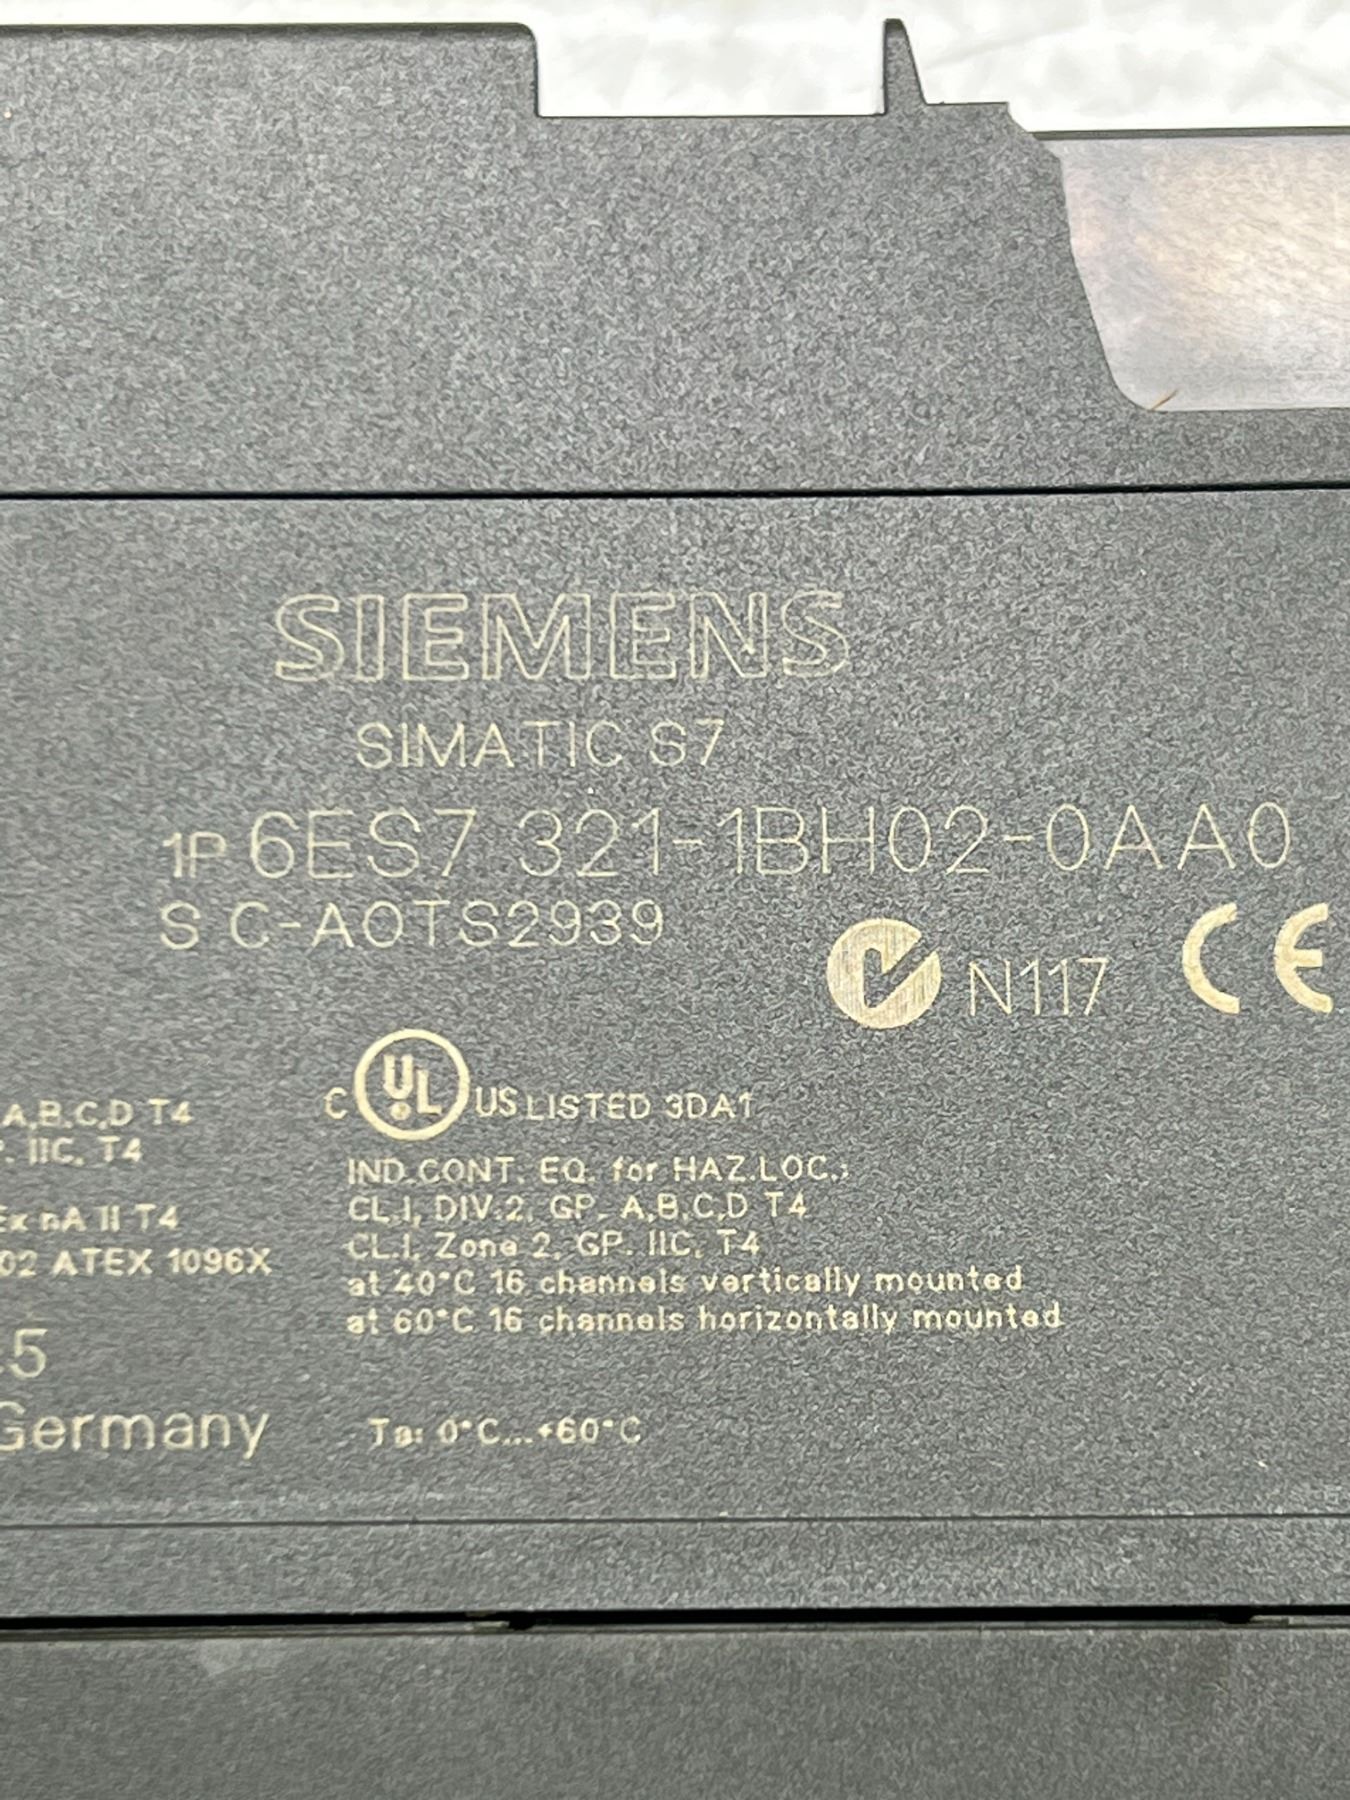 SIEMENS
SIMATIC S7
1P 6ES7 321-1BH02-0AA0
S C-A0TS2939
N117 CE
C UL US LISTED 3DA1
A,B,C,D T4
P. IIC, T4
IND.CONT. EQ. for HAZ.LOC.:
CL.I, DIV.2, GP. A,B,C,D T4
Ex nA II T4
CL.I, Zone 2, GP. IIC, T4
02 ATEX 1096X
at 40°C 16 channels vertically mounted
at 60°C 16 channels horizontally mounted
5
Germany
Ta: 0°C...+60°C